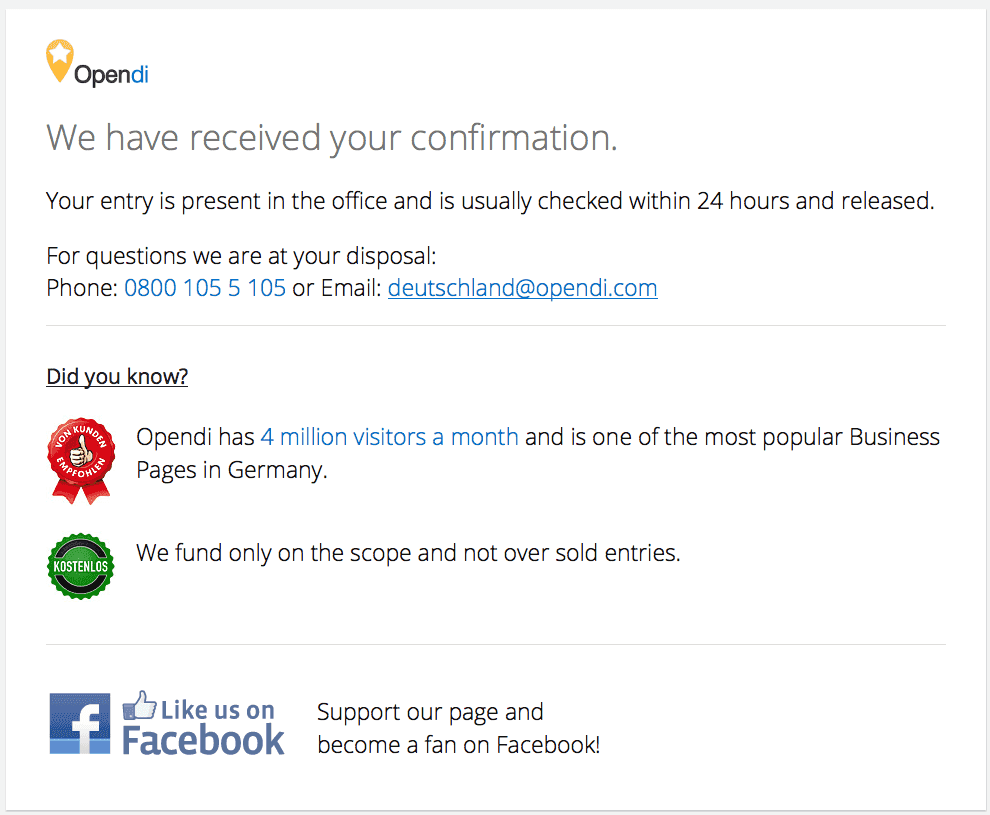 Opendi
We have received your confirmation.
Your entry is present in the office and is usually checked within 24 hours and released.
For questions we are at your disposal:
Phone: 0800 105 5 105 or Email: deutschland@opendi.com
Did you know?
VON KUNDEN
EMPFOHLEN
Opendi has 4 million visitors a month and is one of the most popular Business
Pages in Germany.
KOSTENLOS
We fund only on the scope and not over sold entries.
f
Like us on
Facebook
Support our page and
become a fan on Facebook!